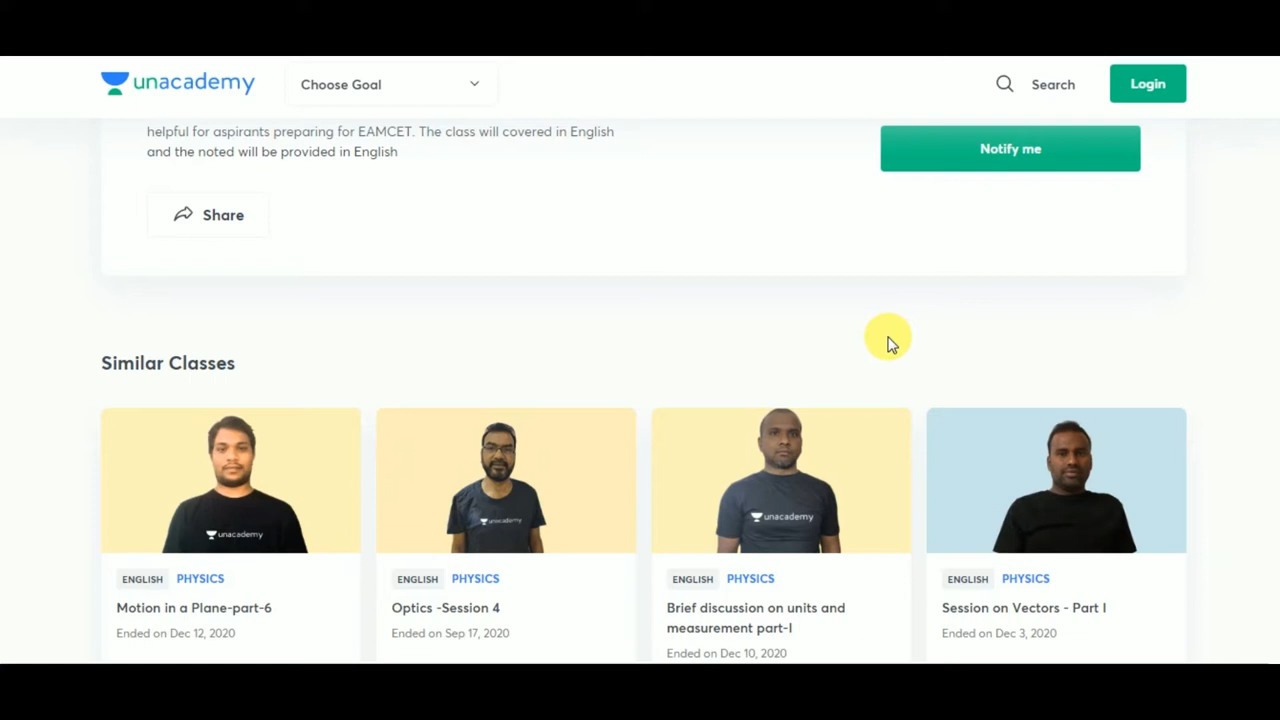 unacademy
Choose Goal
Search
Login
helpful for aspirants preparing for EAMCET. The class will covered in English
and the noted will be provided in English
Notify me
Share
Similar Classes
unacademy
unacademy
unacademy
ENGLISH PHYSICS
Motion in a Plane-part-6
Ended on Dec 12, 2020
ENGLISH PHYSICS
Optics -Session 4
Ended on Sep 17, 2020
ENGLISH PHYSICS
Brief discussion on units and
measurement part-I
Ended on Dec 10, 2020
ENGLISH PHYSICS
Session on Vectors - Part I
Ended on Dec 3, 2020